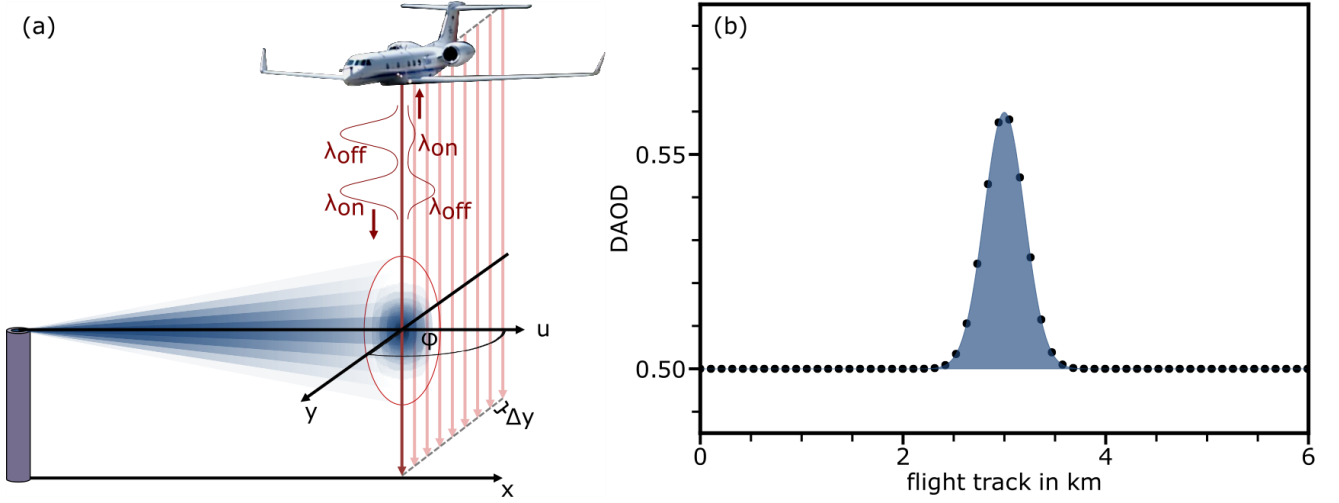 (a)
λoff
λon
λon
λoff
u
φ
y
Δy
x
(b)
DAOD
0.55
0.50
0
2
4
6
flight track in km